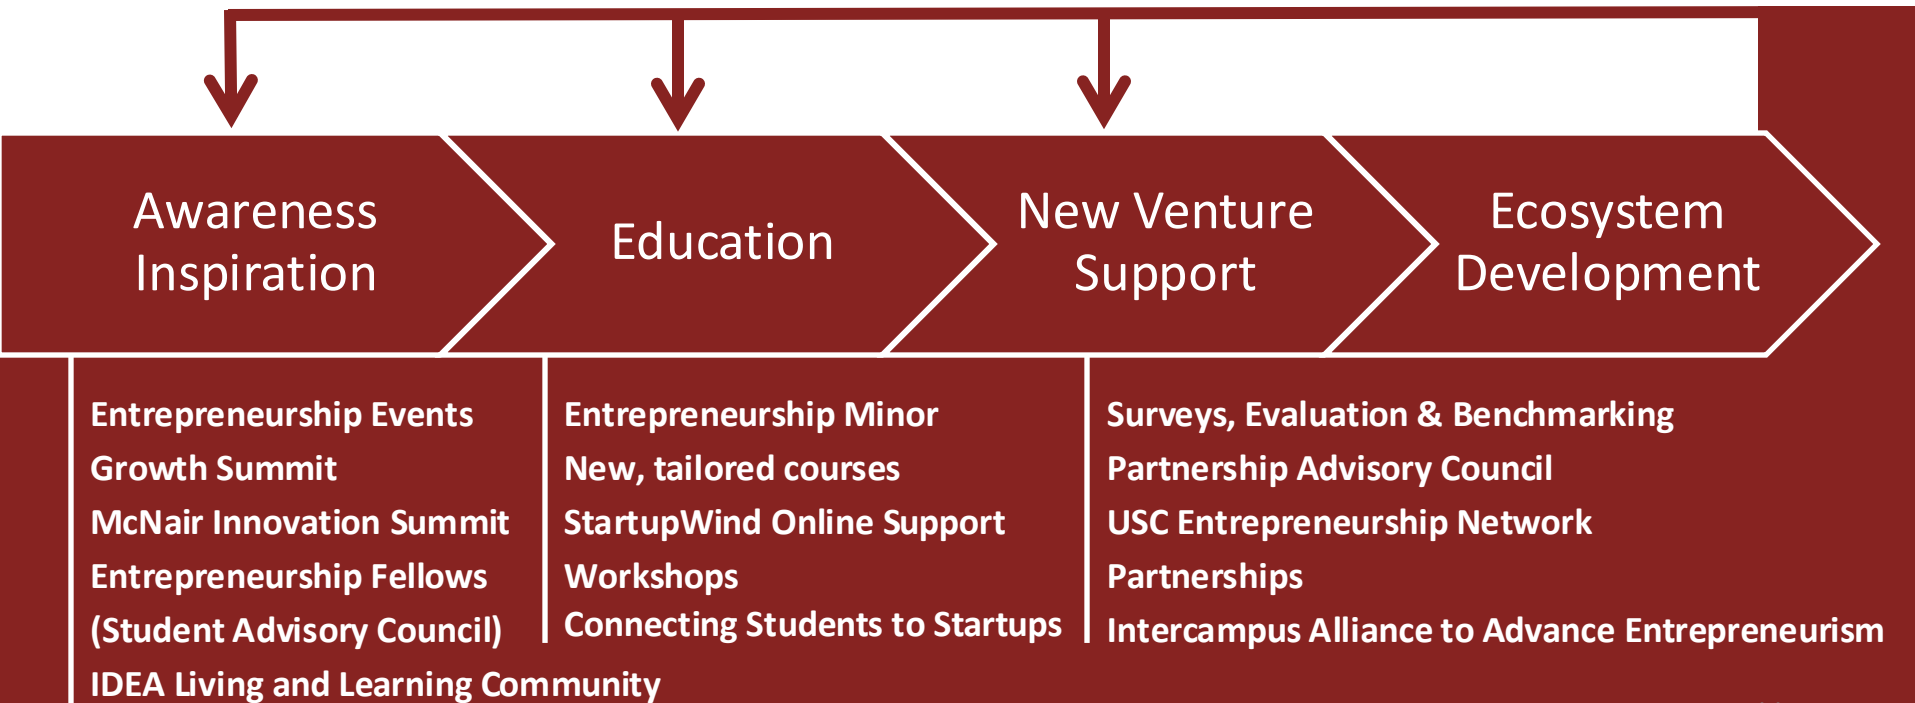 Awareness
Inspiration
Education
New Venture
Support
Ecosystem
Development
Entrepreneurship Events
Growth Summit
McNair Innovation Summit
Entrepreneurship Fellows
(Student Advisory Council)
IDEA Living and Learning Community
Entrepreneurship Minor
New, tailored courses
StartupWind Online Support
Workshops
Connecting Students to Startups
Surveys, Evaluation & Benchmarking
Partnership Advisory Council
USC Entrepreneurship Network
Partnerships
Intercampus Alliance to Advance Entrepreneurism